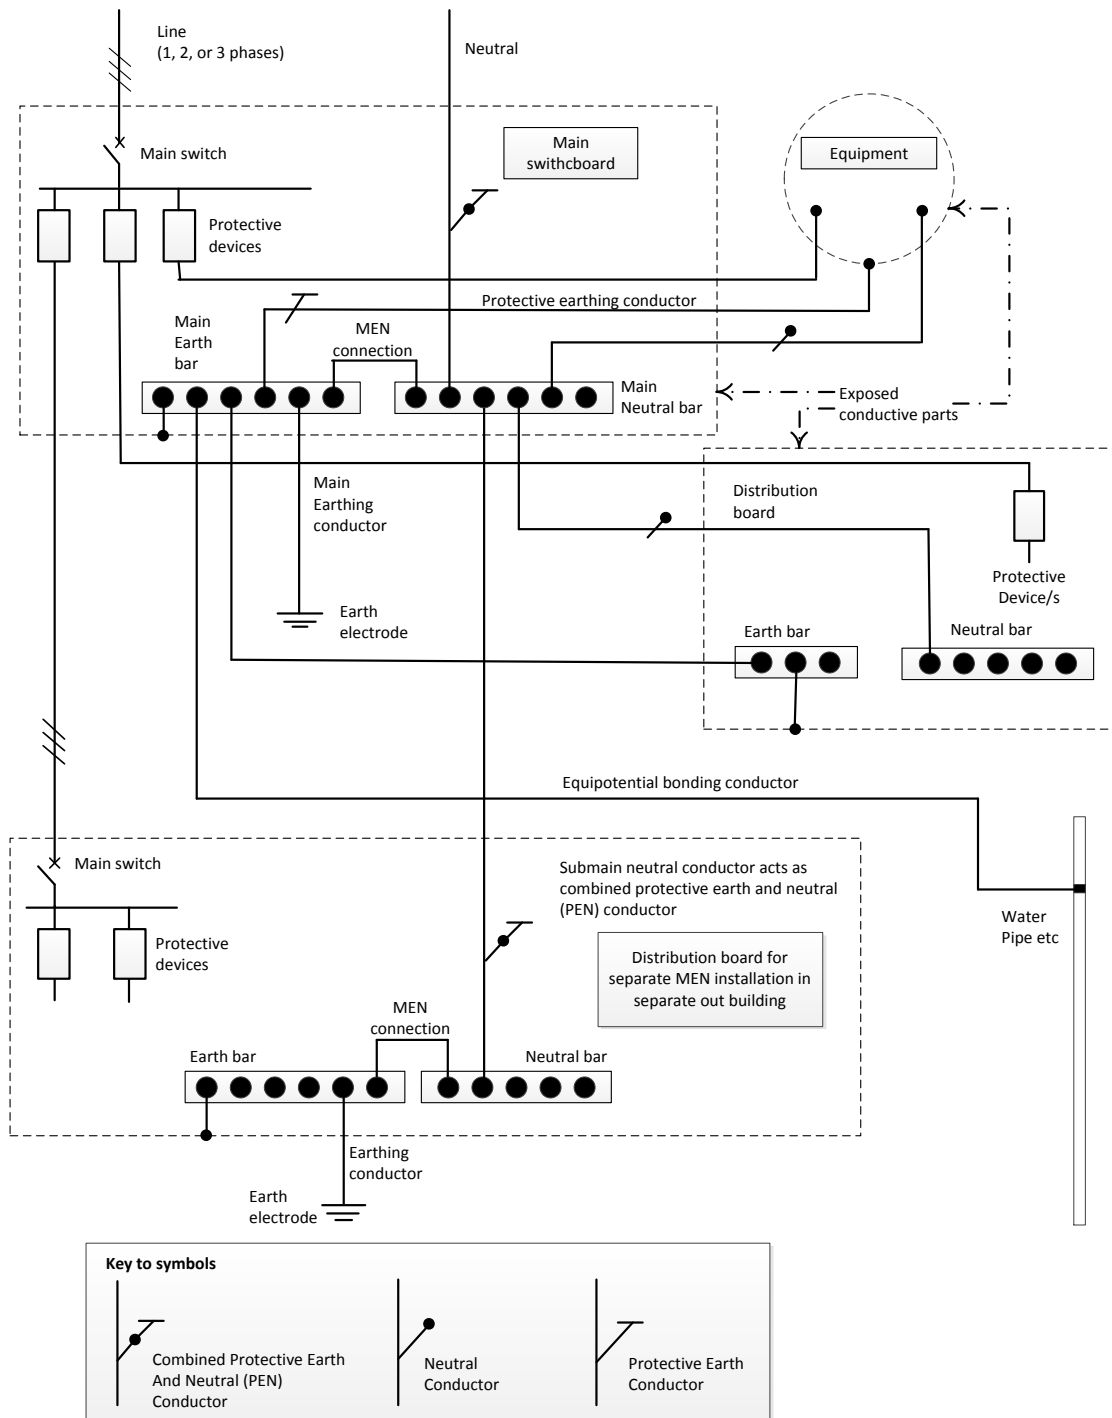 Line
(1, 2, or 3 phases)
Neutral
Main switch
Main
swithcboard
Equipment
Protective
devices
Protective earthing conductor
Main
Earth
bar
MEN
connection
Main
Neutral bar
Exposed
conductive parts
Main
Earthing
conductor
Distribution
board
Protective
Device/s
Earth
electrode
Earth bar
Neutral bar
Equipotential bonding conductor
Main switch
Submain neutral conductor acts as
combined protective earth and neutral
(PEN) conductor
Water
Pipe etc
Protective
devices
Distribution board for
separate MEN installation in
separate out building
MEN
connection
Earth bar
Neutral bar
Earthing
conductor
Earth
electrode
Key to symbols
Combined Protective Earth
And Neutral (PEN)
Conductor
Neutral
Conductor
Protective Earth
Conductor